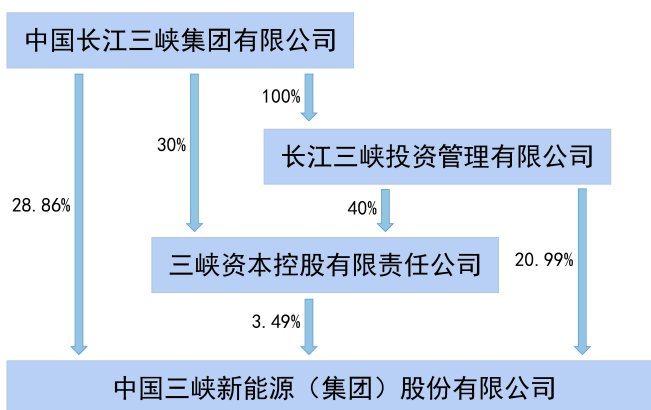 中国长江三峡集团有限公司
100%
30%
长江三峡投资管理有限公司
28.86%
40%
三峡资本控股有限责任公司
20.99%
3.49%
中国三峡新能源（集团）股份有限公司